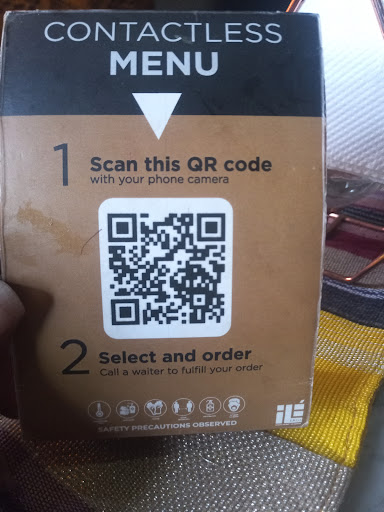 CONTACTLESS
MENU
1 Scan this QR code
with your phone camera
2 Select and order
Call a waiter to fulfill your order
SAFETY PRECAUTIONS OBSERVED
iLÉ